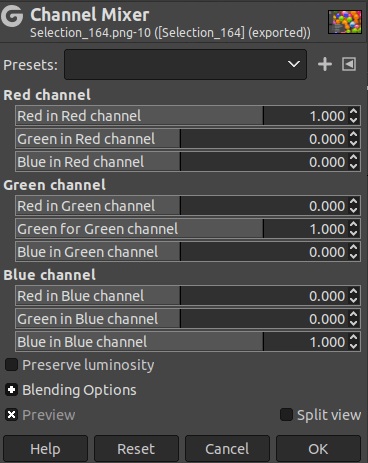 Channel Mixer
Selection_164.png-10 ([Selection_164] (exported))
Presets:
Red channel
Red in Red channel 1.000
Green in Red channel 0.000
Blue in Red channel 0.000
Green channel
Red in Green channel 0.000
Green for Green channel 1.000
Blue in Green channel 0.000
Blue channel
Red in Blue channel 0.000
Green in Blue channel 0.000
Blue in Blue channel 1.000
Preserve luminosity
Blending Options
Preview Split view
Help Reset Cancel OK